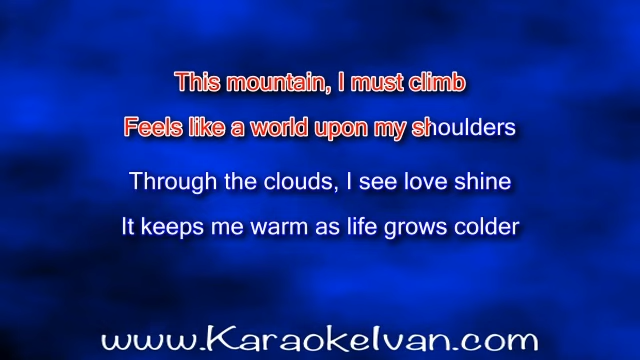 This mountain, I must climb
Feels like a world upon my shoulders
Through the clouds, I see love shine
It keeps me warm as life grows colder
www.KaraokeIvan.com